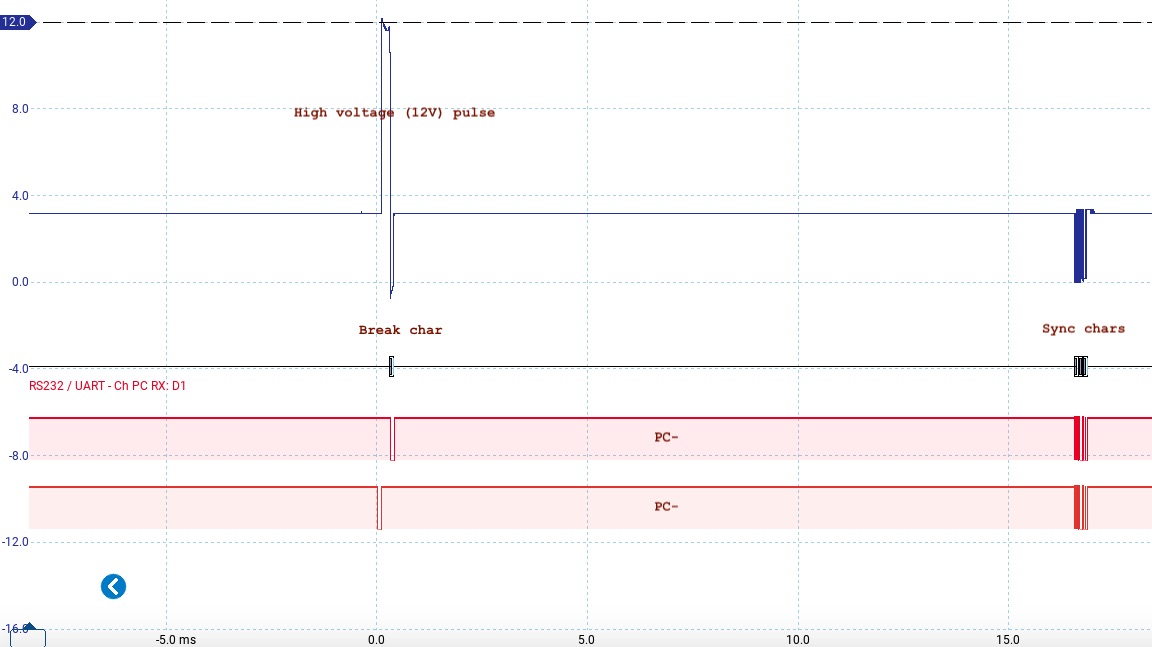 12.0
8.0
High voltage (12V) pulse
4.0
0.0
Break char
Sync chars
-4.0
RS232 / UART - Ch PC RX: D1
PC-
-8.0
PC-
-12.0
-16.0
-5.0 ms
0.0
5.0
10.0
15.0